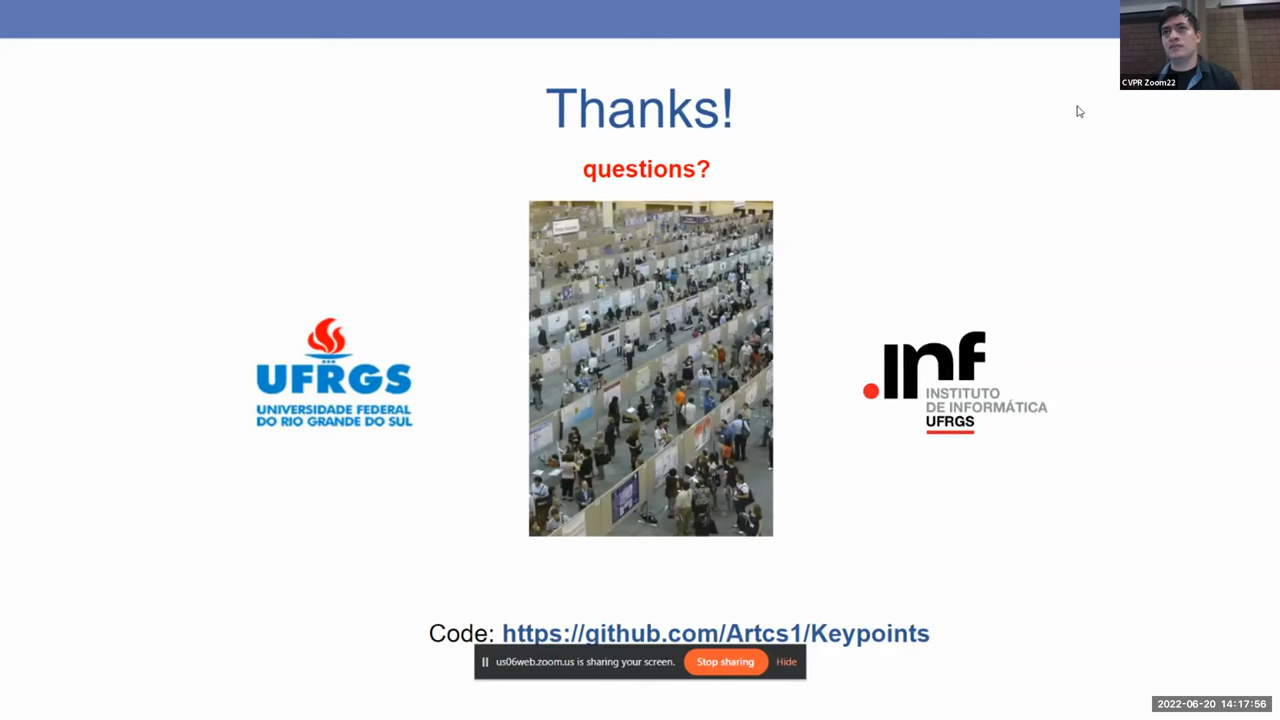 CVPR Zoom22
Thanks!
questions?
UFRGS
UNIVERSIDADE FEDERAL
DO RIO GRANDE DO SUL
.ınf
INSTITUTO
DE INFORMÁTICA
UFRGS
Code: https://github.com/Artcs1/Keypoints
us06web.zoom.us is sharing your screen. Stop sharing Hide
2022-06-20 14:17:56